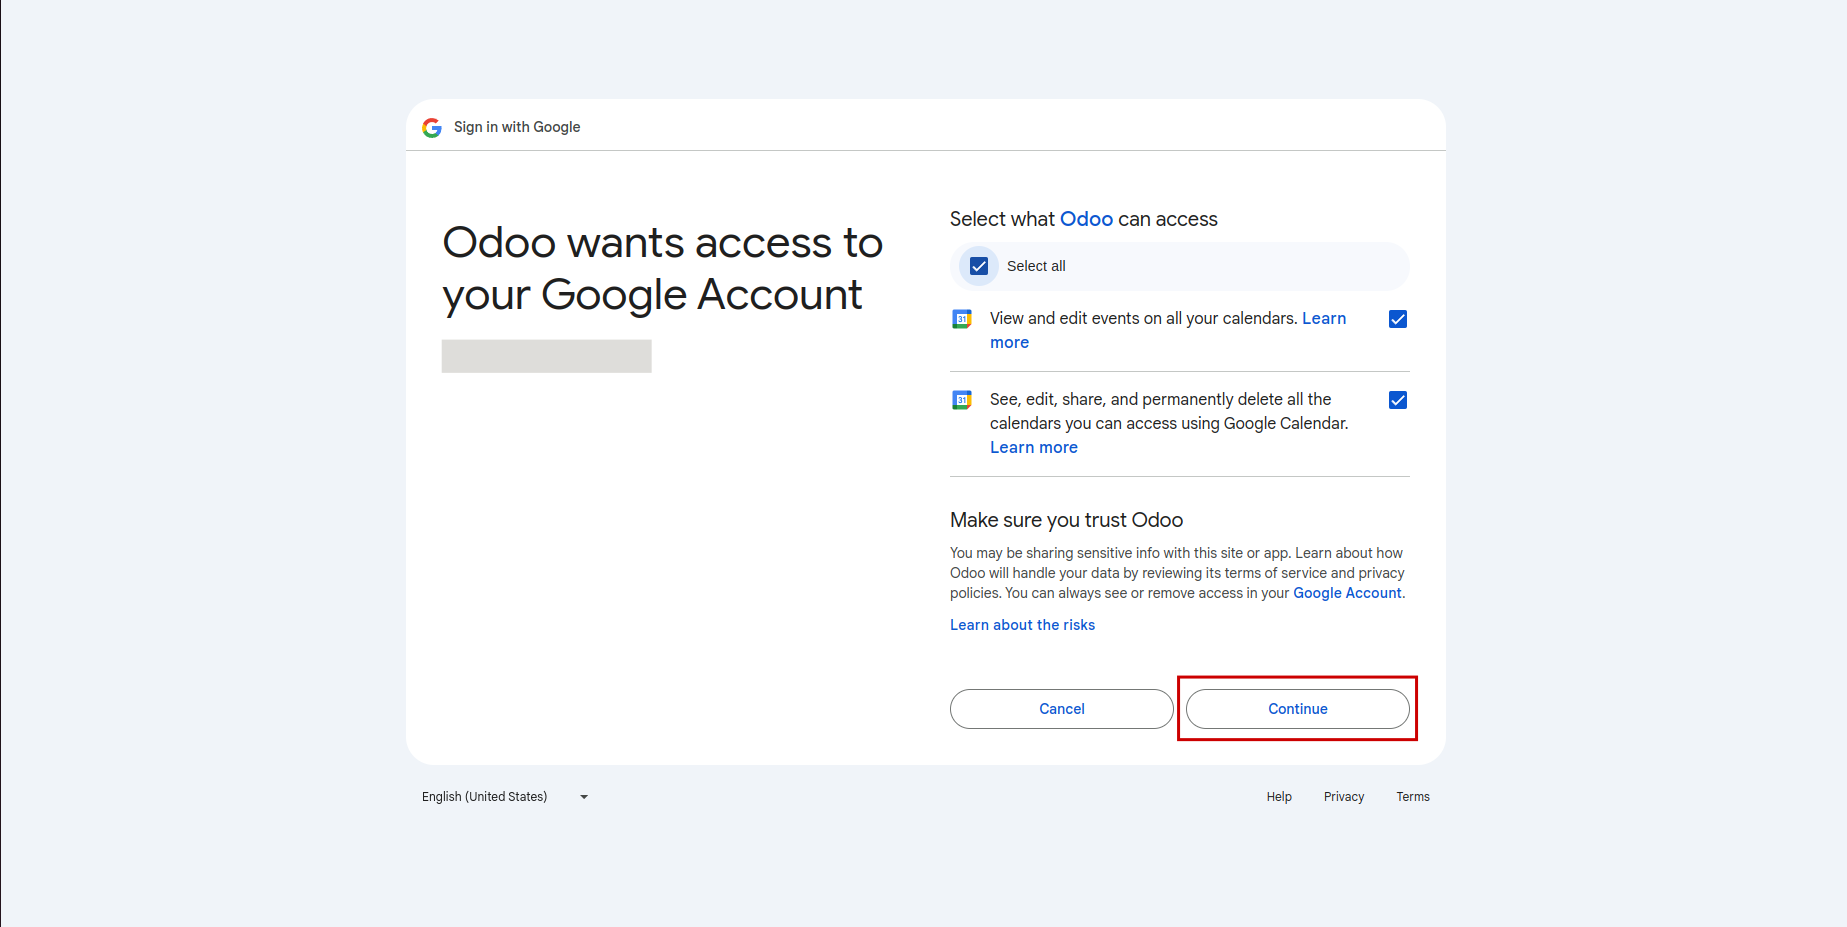 Sign in with Google
Odoo wants access to
your Google Account
Select what Odoo can access
Select all
31
View and edit events on all your calendars. Learn
more
31
See, edit, share, and permanently delete all the
calendars you can access using Google Calendar.
Learn more
Make sure you trust Odoo
You may be sharing sensitive info with this site or app. Learn about how
Odoo will handle your data by reviewing its terms of service and privacy
policies. You can always see or remove access in your Google Account.
Learn about the risks
Cancel
Continue
English (United States)
Help
Privacy
Terms